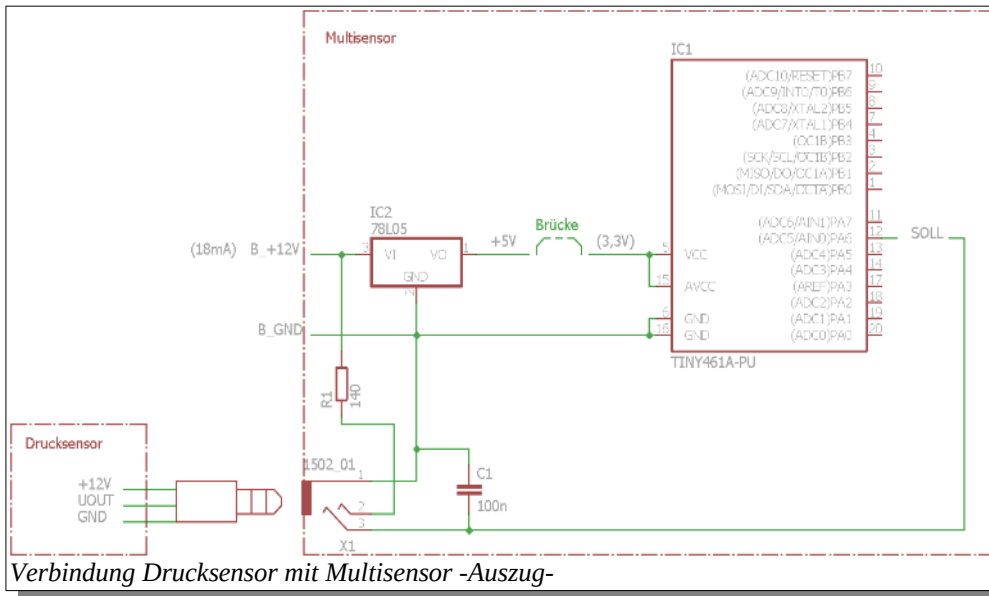 Multisensor
IC1
(ADC10/RESET)PB7 10
(ADC9/INT0/T0)PB6 9
(ADC8/XTAL2)PB5 8
(ADC7/XTAL1)PB4 7
(OC1B)PB3 4
(SCK/SCL/OC1B)PB2 3
(MISO/DO/OC1A)PB1 2
(MOSI/DI/SDA/OC1A)PB0 1
(ADC6/AIN1)PA7 11
(ADC5/AIN0)PA6 12 SOLL
(ADC4)PA5 13
(ADC3)PA4 14
(AREF)PA3 17
(ADC2)PA2 18
(ADC1)PA1 19
(ADC0)PA0 20
5 VCC
15 AVCC
6 GND
16 GND
TINY461A-PU
IC2
78L05
(18mA) B_+12V 3 VI VO 1 +5V Brücke (3,3V)
GND
2
B_GND
R1
140
Drucksensor
+12V
UOUT
GND
1502_01
1
2
3
X1
C1
100n
Verbindung Drucksensor mit Multisensor -Auszug-